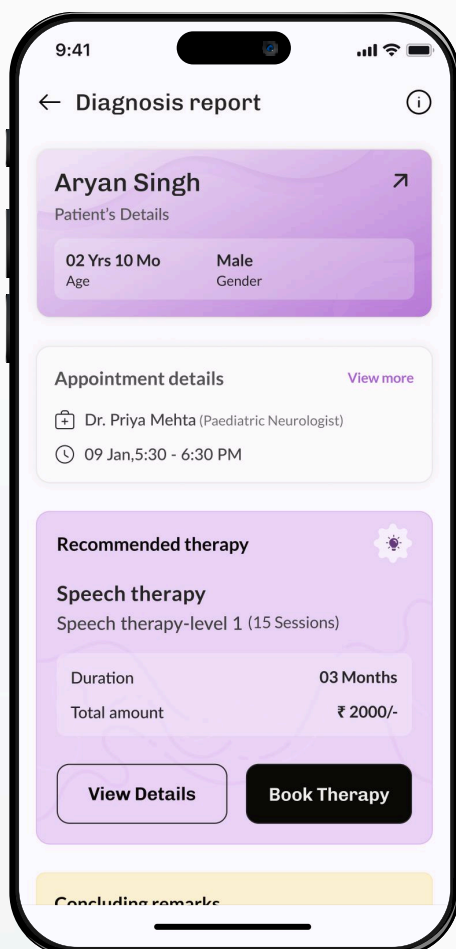 9:41
Diagnosis report
Aryan Singh
Patient's Details
02 Yrs 10 Mo
Male
Age
Gender
Appointment details
View more
Dr. Priya Mehta (Paediatric Neurologist)
09 Jan,5:30 - 6:30 PM
Recommended therapy
Speech therapy
Speech therapy-level 1 (15 Sessions)
Duration
03 Months
Total amount
₹ 2000/-
View Details
Book Therapy
Concluding remarks